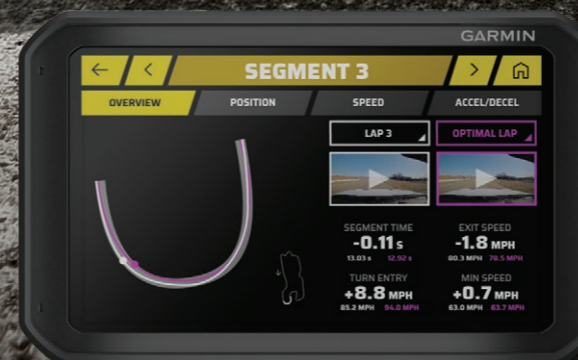 GARMIN
SEGMENT 3
OVERVIEW POSITION SPEED ACCEL/DECEL
LAP 3 OPTIMAL LAP
SEGMENT TIME EXIT SPEED
-0.11 s -1.8 MPH
13.03 s 12.92 s 80.3 MPH 78.5 MPH
TURN ENTRY MIN SPEED
+8.8 MPH +0.7 MPH
85.2 MPH 94.0 MPH 63.0 MPH 63.7 MPH